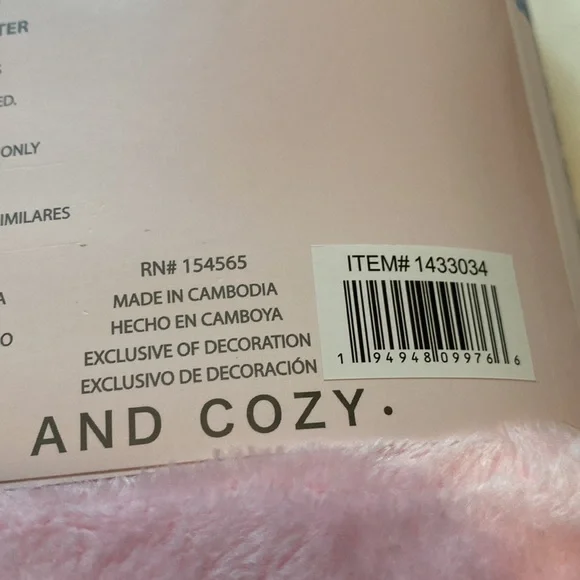 TER
S
ED.
ONLY
IMILARES
A
O
RN# 154565
MADE IN CAMBODIA
HECHO EN CAMBOYA
EXCLUSIVE OF DECORATION
EXCLUSIVO DE DECORACIÓN
ITEM# 1433034
1 94948 09976 6
AND COZY.